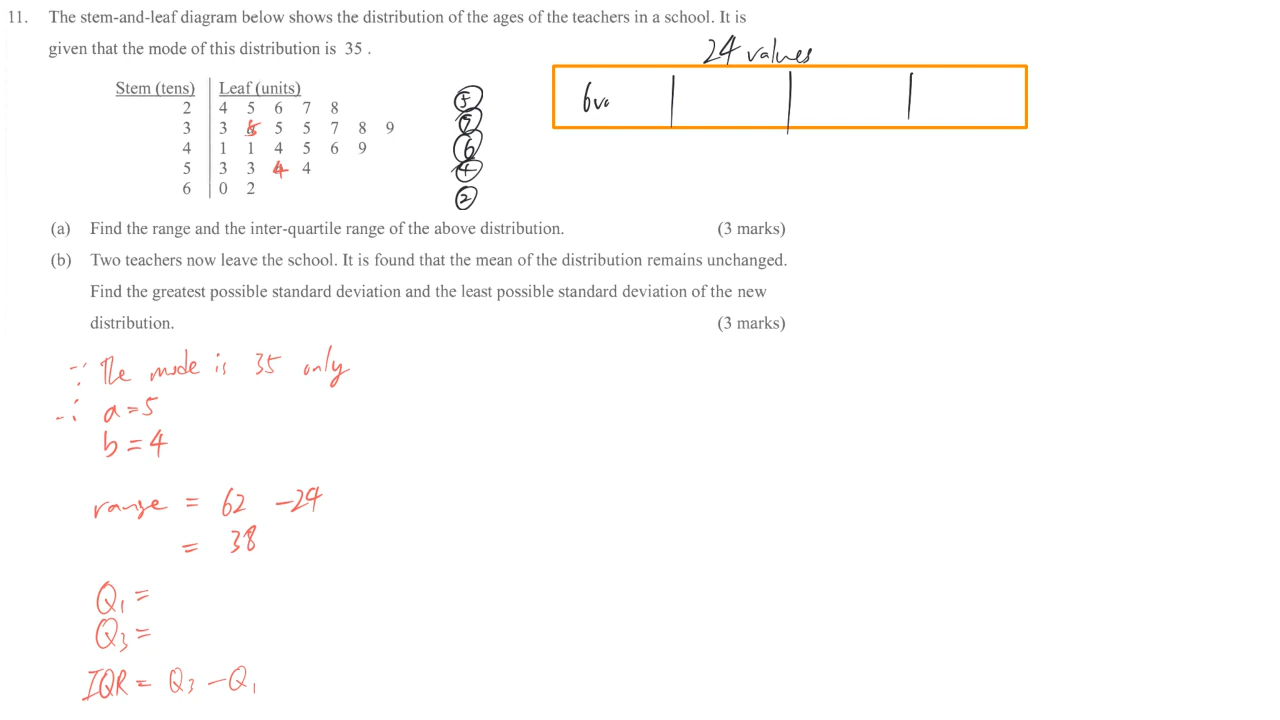 11. The stem-and-leaf diagram below shows the distribution of the ages of the teachers in a school. It is
given that the mode of this distribution is 35 .
24 values
6va
Stem (tens) Leaf (units)
2 4 5 6 7 8 5
3 3 5 5 5 7 8 9 7
4 1 1 4 5 6 9 6
5 3 3 4 4 4
6 0 2 2
(a) Find the range and the inter-quartile range of the above distribution. (3 marks)
(b) Two teachers now leave the school. It is found that the mean of the distribution remains unchanged.
Find the greatest possible standard deviation and the least possible standard deviation of the new
distribution. (3 marks)
∵ The mode is 35 only
∴ a = 5
b = 4
range = 62 - 24
= 38
Q₁ =
Q₃ =
IQR = Q₃ - Q₁